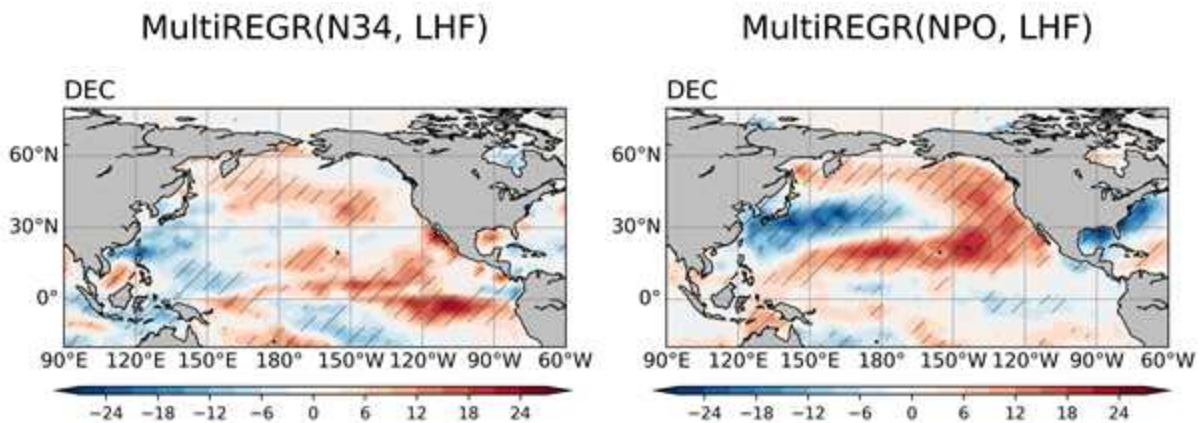 MultiREGR(N34, LHF) MultiREGR(NPO, LHF)
DEC DEC
60°N 60°N
30°N 30°N
0° 0°
90°E 120°E 150°E 180° 150°W 120°W 90°W 60°W 90°E 120°E 150°E 180° 150°W 120°W 90°W 60°W
−24 −18 −12 −6 0 6 12 18 24 −24 −18 −12 −6 0 6 12 18 24